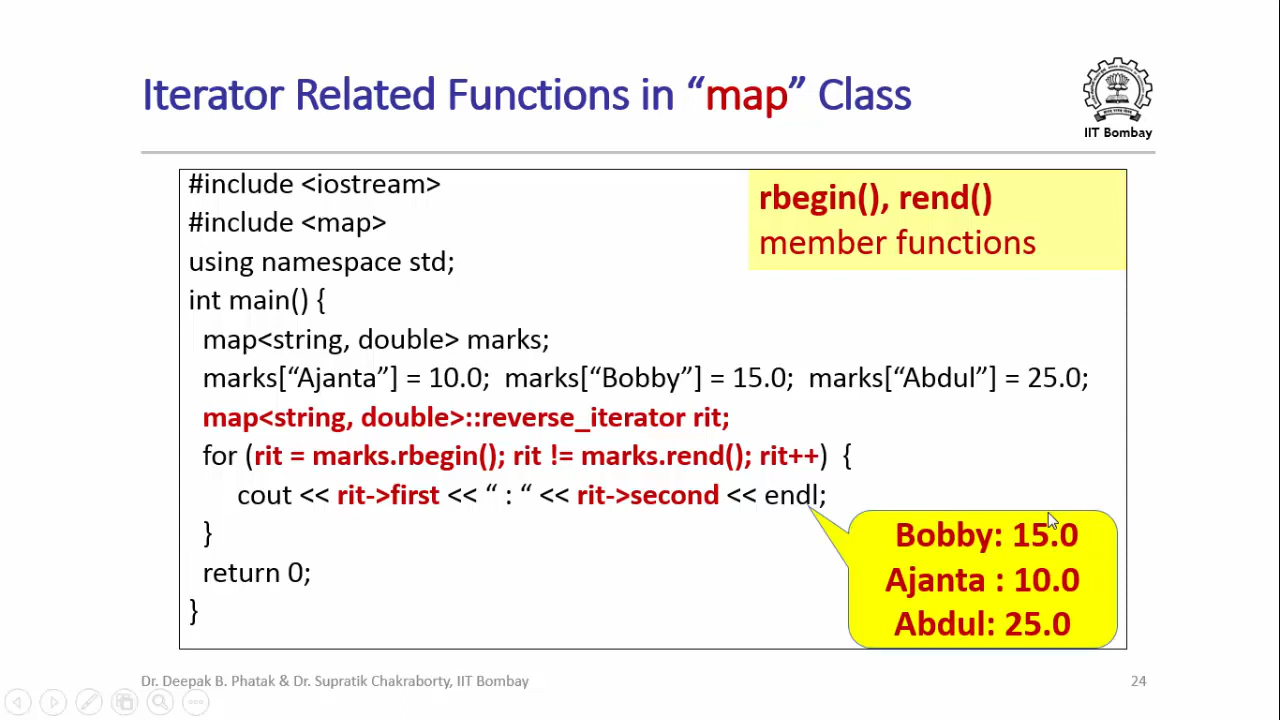 Iterator Related Functions in “map” Class
IIT Bombay
#include <iostream>
#include <map>
using namespace std;
int main() {
map<string, double> marks;
marks[“Ajanta”] = 10.0; marks[“Bobby”] = 15.0; marks[“Abdul”] = 25.0;
map<string, double>::reverse_iterator rit;
for (rit = marks.rbegin(); rit != marks.rend(); rit++) {
cout << rit->first << “ : “ << rit->second << endl;
}
return 0;
}
rbegin(), rend()
member functions
Bobby: 15.0
Ajanta : 10.0
Abdul: 25.0
Dr. Deepak B. Phatak & Dr. Supratik Chakraborty, IIT Bombay
24